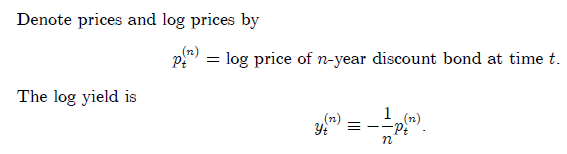 Denote prices and log prices by
p_t^{(n)} = log price of n-year discount bond at time t.
The log yield is
y_t^{(n)} ≡ -\frac{1}{n}p_t^{(n)}.